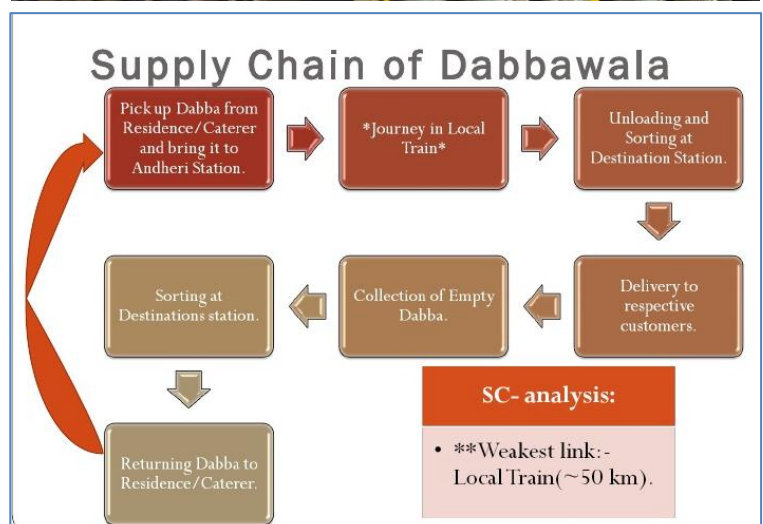 Supply Chain of Dabbawala
Pick up Dabba from
Residence/Caterer
and bring it to
Andheri Station.
*Journey in Local
Train*
Unloading and
Sorting at
Destination Station.
Delivery to
respective
customers.
Collection of Empty
Dabba.
Sorting at
Destinations station.
Returning Dabba to
Residence/Caterer.
SC- analysis:
• **Weakest link:-
Local Train(~50 km).